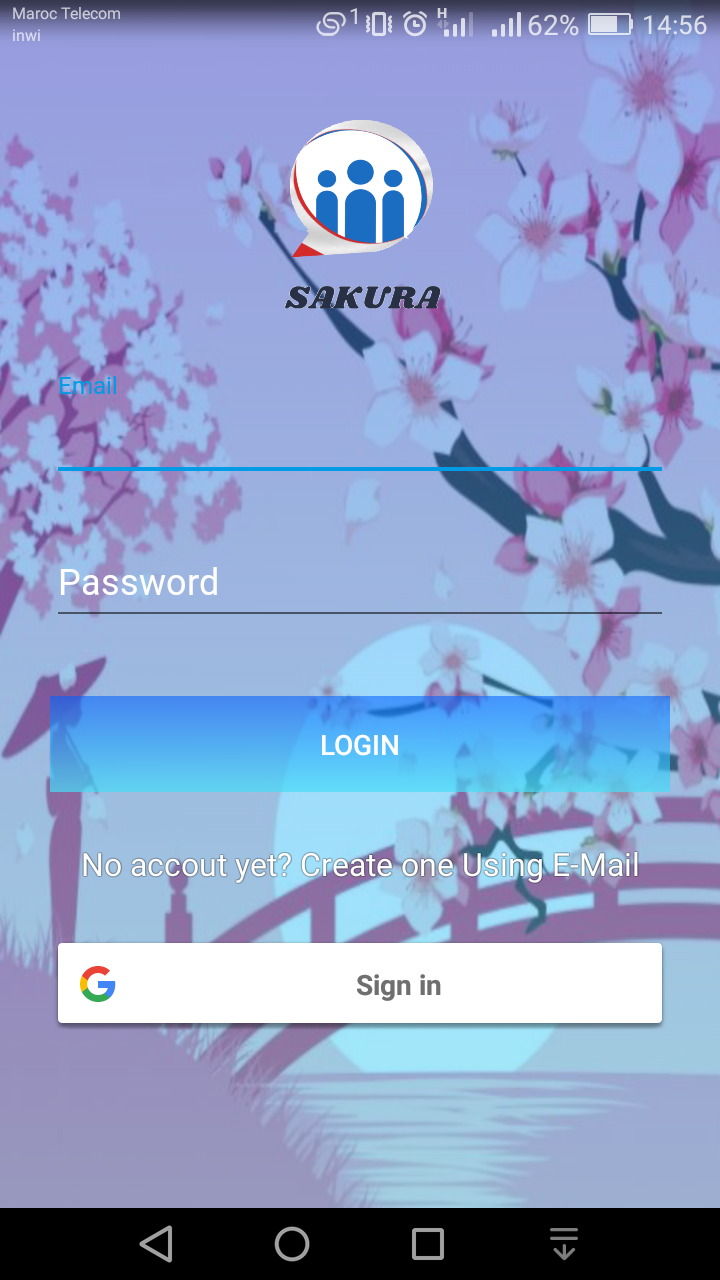 Maroc Telecom
inwi
1 H 62% 14:56
SAKURA
Email
Password
LOGIN
No accout yet? Create one Using E-Mail
G Sign in